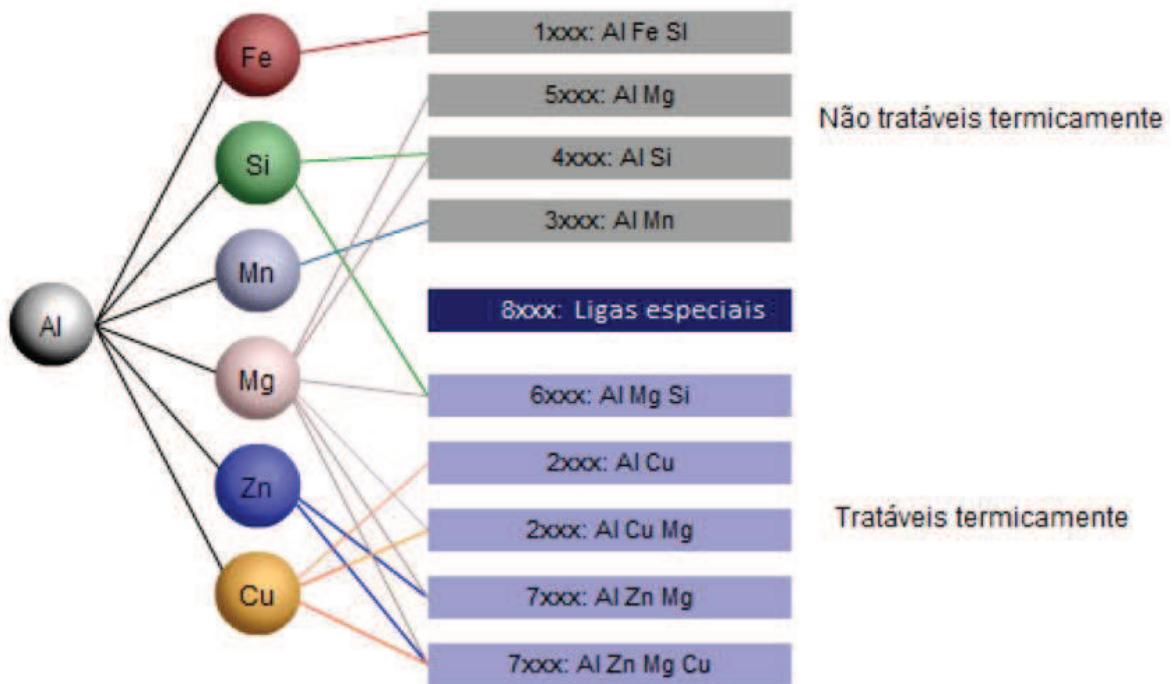 Al
Fe
Si
Mn
Mg
Zn
Cu
1xxx: Al Fe SI
5xxx: Al Mg
4xxx: Al Si
3xxx: Al Mn
8xxx: Ligas especiais
6xxx: Al Mg Si
2xxx: Al Cu
2xxx: Al Cu Mg
7xxx: Al Zn Mg
7xxx: Al Zn Mg Cu
Não tratáveis termicamente
Tratáveis termicamente